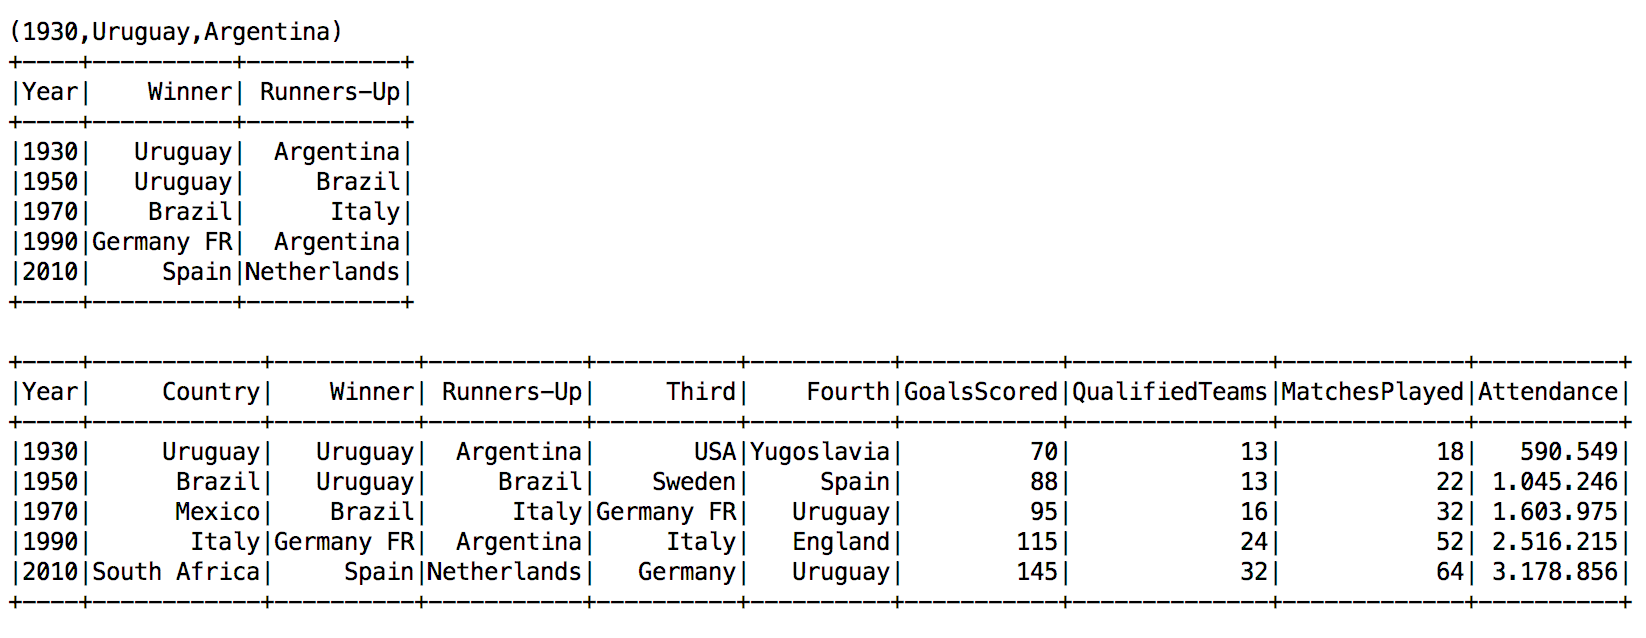 (1930,Uruguay,Argentina)
+----+----------+-----------+
|Year|    Winner| Runners-Up|
+----+----------+-----------+
|1930|   Uruguay|  Argentina|
|1950|   Uruguay|     Brazil|
|1970|    Brazil|      Italy|
|1990|Germany FR|  Argentina|
|2010|     Spain|Netherlands|
+----+----------+-----------+

+----+------------+----------+-----------+----------+----------+-----------+--------------+-------------+----------+
|Year|     Country|    Winner| Runners-Up|     Third|    Fourth|GoalsScored|QualifiedTeams|MatchesPlayed|Attendance|
+----+------------+----------+-----------+----------+----------+-----------+--------------+-------------+----------+
|1930|     Uruguay|   Uruguay|  Argentina|       USA|Yugoslavia|         70|            13|           18|   590.549|
|1950|      Brazil|   Uruguay|     Brazil|    Sweden|     Spain|         88|            13|           22| 1.045.246|
|1970|      Mexico|    Brazil|      Italy|Germany FR|   Uruguay|         95|            16|           32| 1.603.975|
|1990|       Italy|Germany FR|  Argentina|     Italy|   England|        115|            24|           52| 2.516.215|
|2010|South Africa|     Spain|Netherlands|   Germany|   Uruguay|        145|            32|           64| 3.178.856|
+----+------------+----------+-----------+----------+----------+-----------+--------------+-------------+----------+